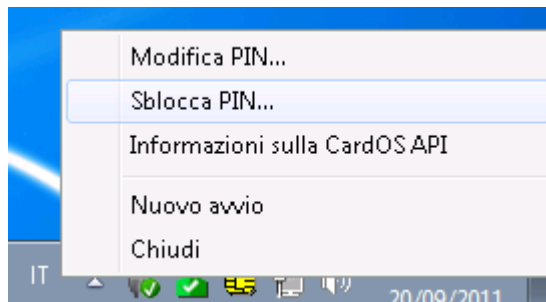 Modifica PIN...
Sblocca PIN...
Informazioni sulla CardOS API
Nuovo avvio
Chiudi
IT
20/09/2011